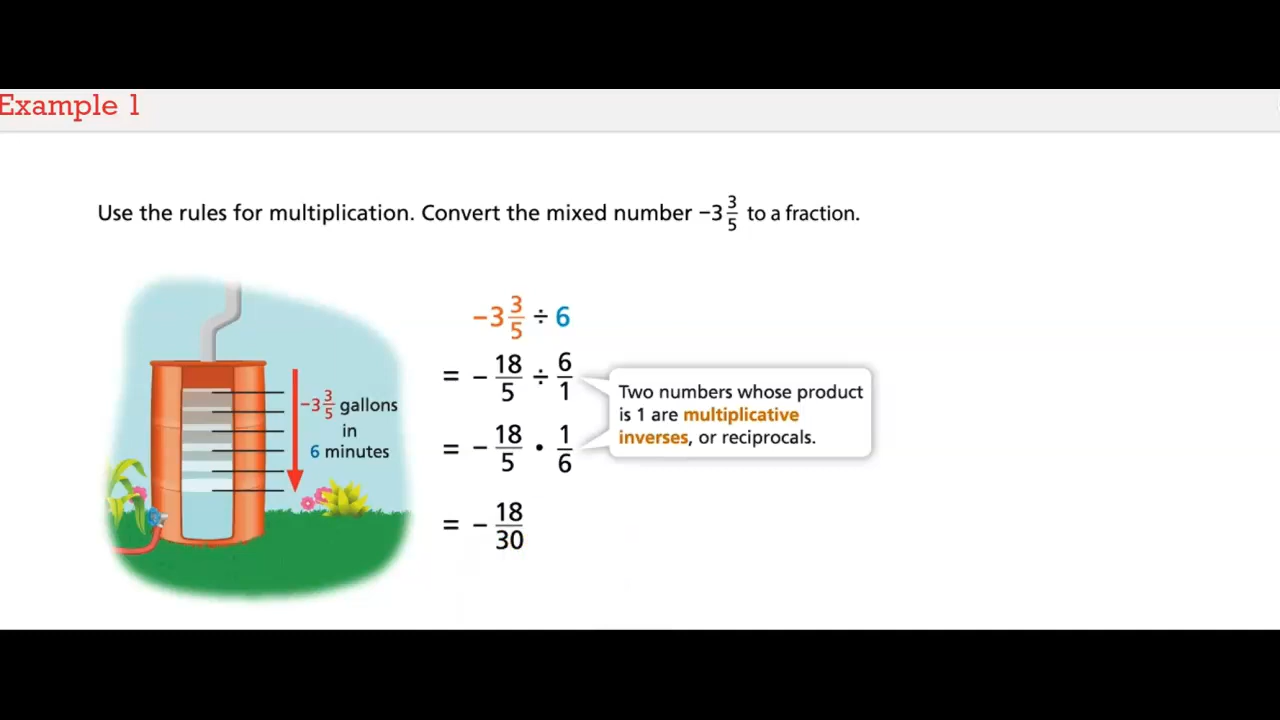 Example 1
Use the rules for multiplication. Convert the mixed number −3 3/5 to a fraction.
−3 3/5 ÷ 6
= − 18/5 ÷ 6/1
= − 18/5 • 1/6
= − 18/30
Two numbers whose product
is 1 are multiplicative
inverses, or reciprocals.
−3 3/5 gallons
in
6 minutes